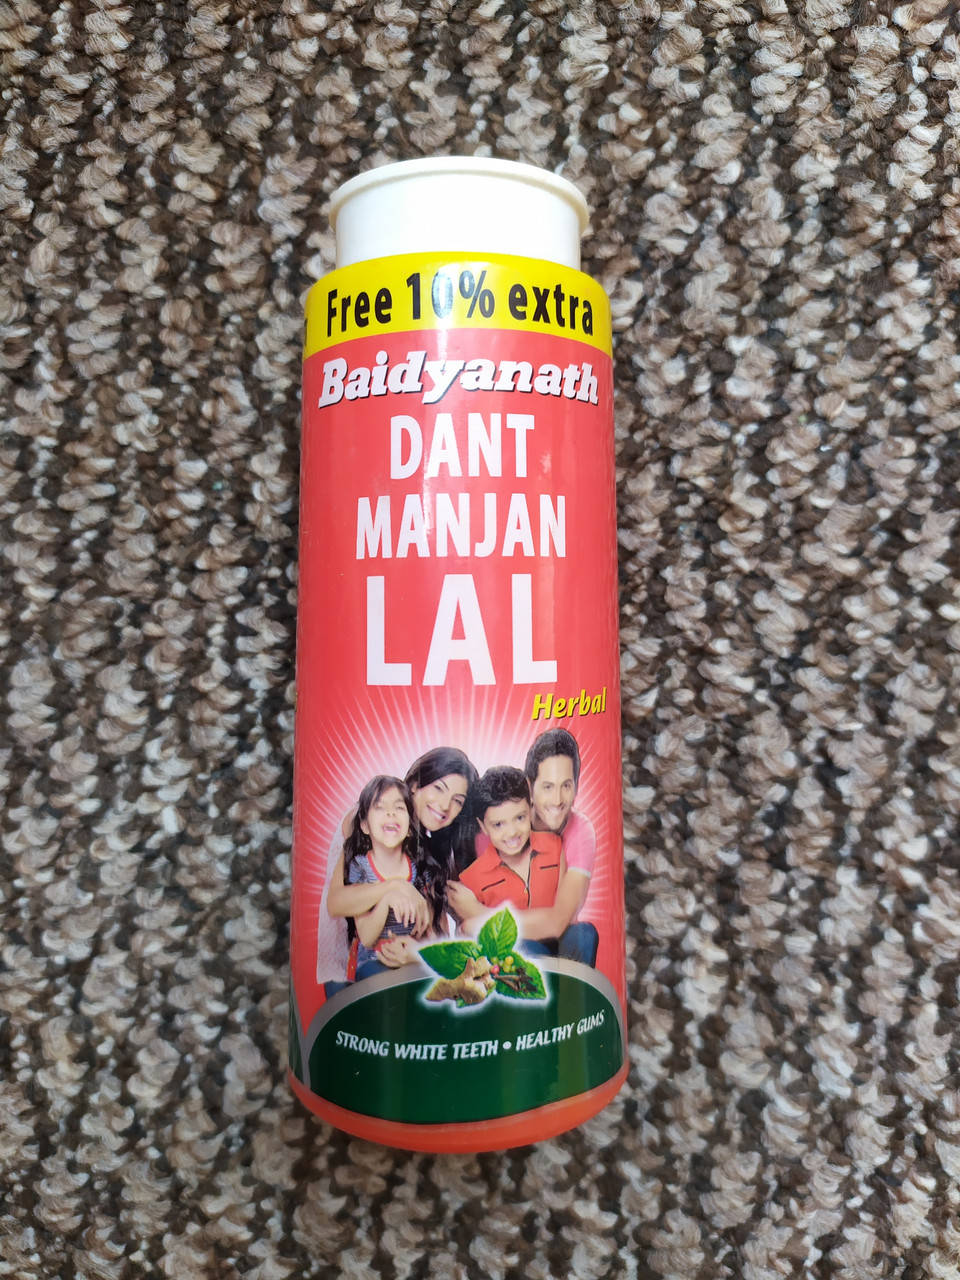 Free 10% extra
Baidyanath
DANT
MANJAN
LAL
Herbal
STRONG WHITE TEETH • HEALTHY GUMS